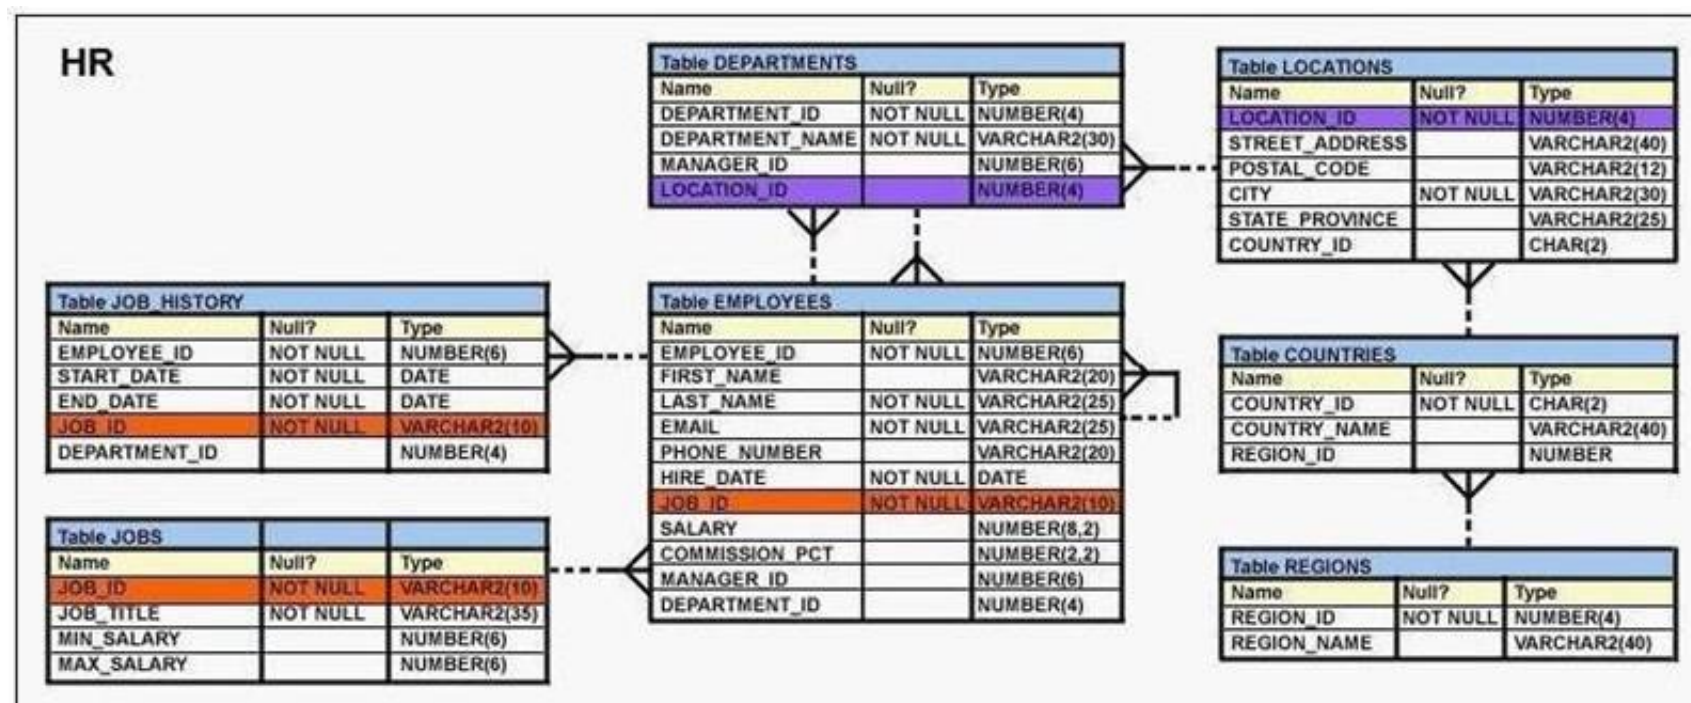 HR
Table DEPARTMENTS
Name Null? Type
DEPARTMENT_ID NOT NULL NUMBER(4)
DEPARTMENT_NAME NOT NULL VARCHAR2(30)
MANAGER_ID NUMBER(6)
LOCATION_ID NUMBER(4)
Table LOCATIONS
Name Null? Type
LOCATION_ID NOT NULL NUMBER(4)
STREET_ADDRESS VARCHAR2(40)
POSTAL_CODE VARCHAR2(12)
CITY NOT NULL VARCHAR2(30)
STATE_PROVINCE VARCHAR2(25)
COUNTRY_ID CHAR(2)
Table JOB_HISTORY
Name Null? Type
EMPLOYEE_ID NOT NULL NUMBER(6)
START_DATE NOT NULL DATE
END_DATE NOT NULL DATE
JOB_ID NOT NULL VARCHAR2(10)
DEPARTMENT_ID NUMBER(4)
Table EMPLOYEES
Name Null? Type
EMPLOYEE_ID NOT NULL NUMBER(6)
FIRST_NAME VARCHAR2(20)
LAST_NAME NOT NULL VARCHAR2(25)
EMAIL NOT NULL VARCHAR2(25)
PHONE_NUMBER VARCHAR2(20)
HIRE_DATE NOT NULL DATE
JOB_ID NOT NULL VARCHAR2(10)
SALARY NUMBER(8,2)
COMMISSION_PCT NUMBER(2,2)
MANAGER_ID NUMBER(6)
DEPARTMENT_ID NUMBER(4)
Table COUNTRIES
Name Null? Type
COUNTRY_ID NOT NULL CHAR(2)
COUNTRY_NAME VARCHAR2(40)
REGION_ID NUMBER
Table JOBS
Name Null? Type
JOB_ID NOT NULL VARCHAR2(10)
JOB_TITLE NOT NULL VARCHAR2(35)
MIN_SALARY NUMBER(6)
MAX_SALARY NUMBER(6)
Table REGIONS
Name Null? Type
REGION_ID NOT NULL NUMBER(4)
REGION_NAME VARCHAR2(40)